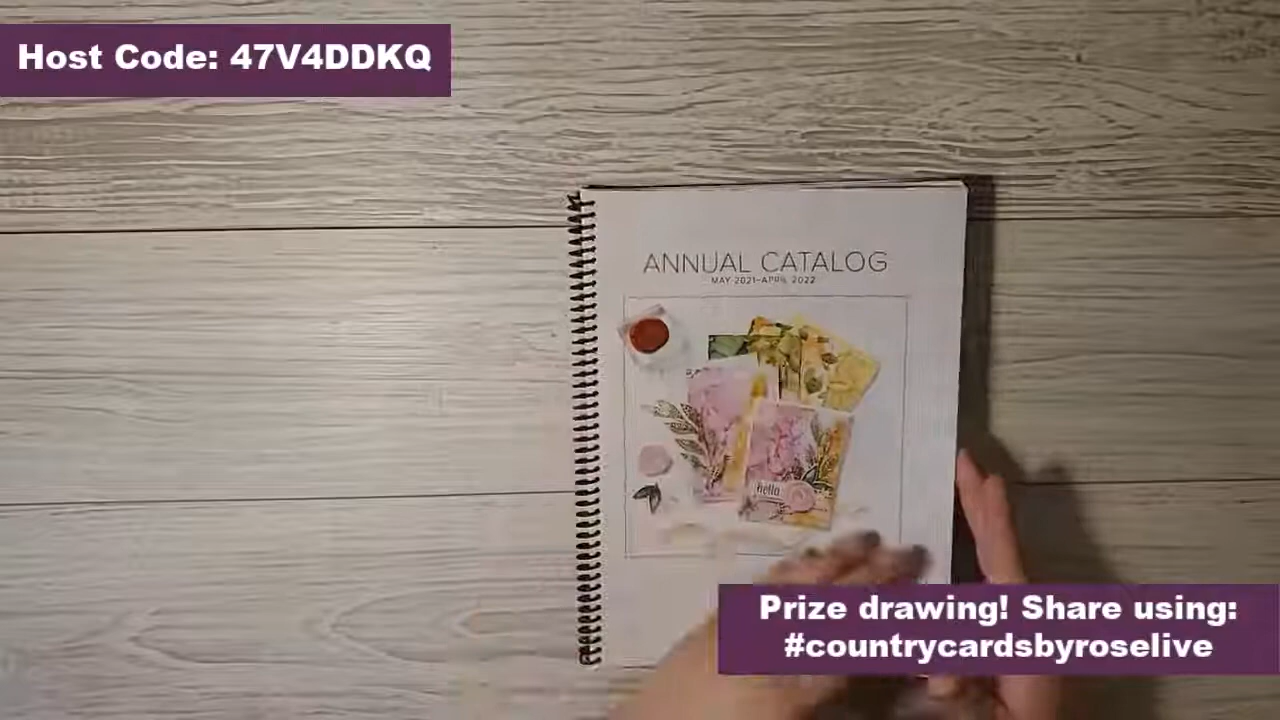 Host Code: 47V4DDKQ
ANNUAL CATALOG
MAY 2021–APRIL 2022
hello
Prize drawing! Share using:
#countrycardsbyroselive